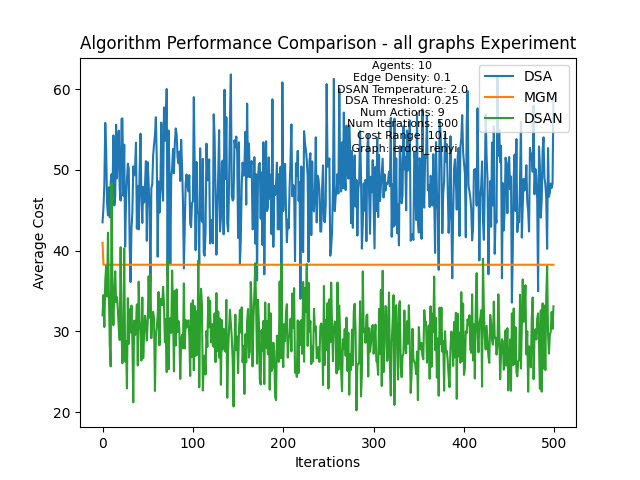 Algorithm Performance Comparison - all graphs Experiment
Agents: 10
Edge Density: 0.1
DSAN Temperature: 2.0
DSA Threshold: 0.25
Num Actions: 9
Num Iterations: 500
Cost Range: 101
Graph: erdos_renyi
DSA
MGM
DSAN
Average Cost
60
50
40
30
20
0
100
200
300
400
500
Iterations